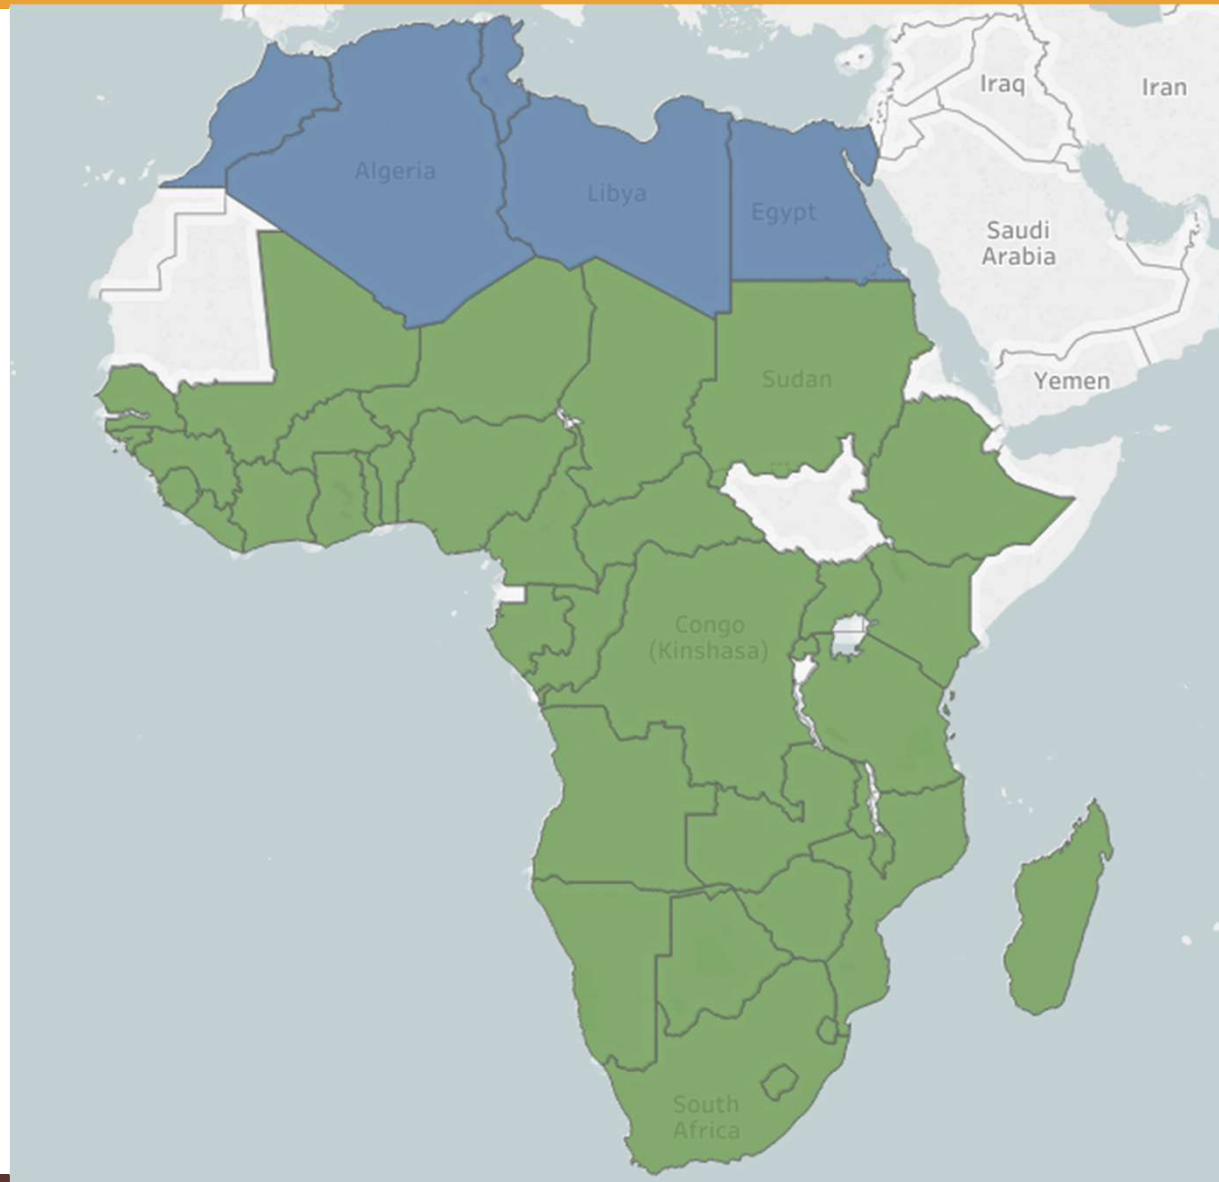 Iraq
Iran
Algeria
Libya
Egypt
Saudi
Arabia
Sudan
Yemen
Congo
(Kinshasa)
South
Africa